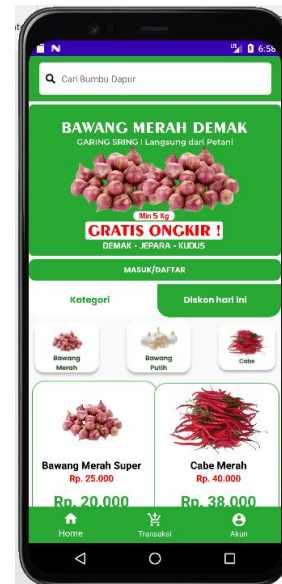 6:58
Cari Bumbu Dapur
BAWANG MERAH DEMAK
GARING SRING ! Langsung dari Petani
Min 5 Kg
GRATIS ONGKIR !
DEMAK - JEPARA - KUDUS
MASUK/DAFTAR
Kategori
Diskon hari ini
Bawang
Merah
Bawang
Putih
Cabe
Bawang Merah Super
Rp. 25.000
Rp. 20.000
Cabe Merah
Rp. 40.000
Rp. 38.000
Home
Transaksi
Akun